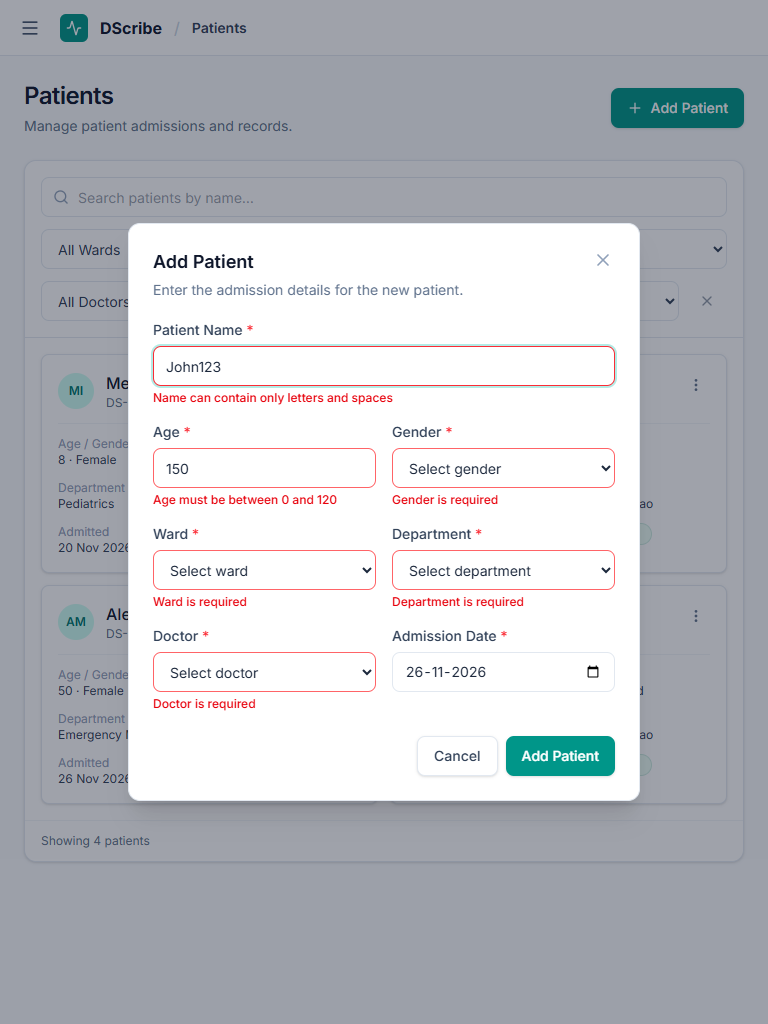 DScribe / Patients
Patients
Manage patient admissions and records.
+ Add Patient
Search patients by name...
All Wards
All Doctors
Add Patient
Enter the admission details for the new patient.
Patient Name *
John123
Name can contain only letters and spaces
Age *
Gender *
150
Select gender
Age must be between 0 and 120
Gender is required
Ward *
Department *
Select ward
Select department
Ward is required
Department is required
Doctor *
Admission Date *
Select doctor
26-11-2026
Doctor is required
Cancel
Add Patient
MI
DS-
Age / Gende
8 · Female
Department
Pediatrics
Admitted
20 Nov 2026
AM
DS-
Age / Gende
50 · Female
Department
Emergency
Admitted
26 Nov 2026
Showing 4 patients